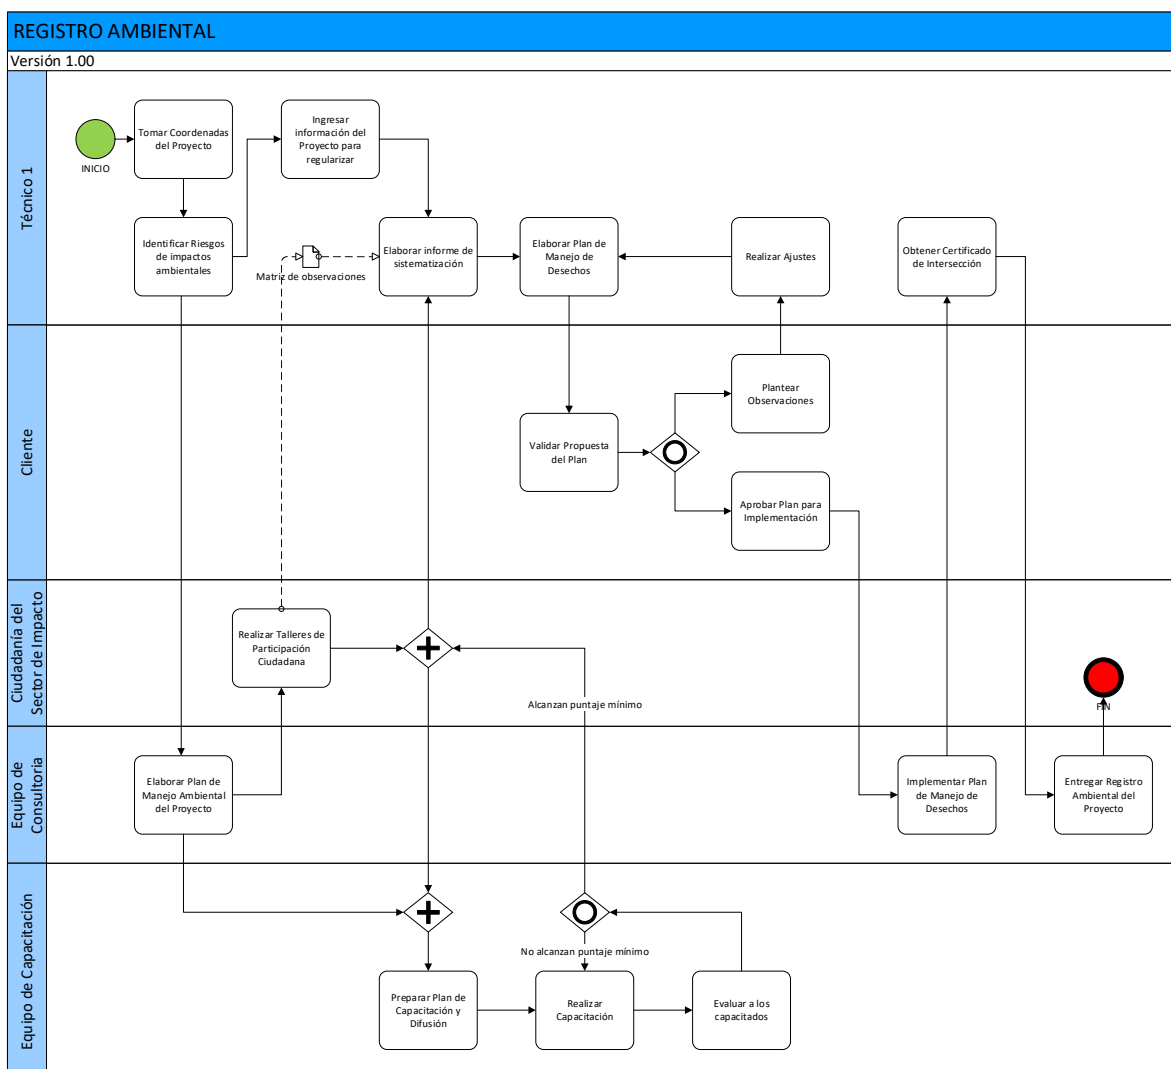 REGISTRO AMBIENTAL
Versión 1.00
Técnico 1
INICIO
Tomar Coordenadas
del Proyecto
Ingresar
información del
Proyecto para
regularizar
Identificar Riesgos
de impactos
ambientales
Matriz de observaciones
Elaborar informe de
sistematización
Elaborar Plan de
Manejo de
Desechos
Realizar Ajustes
Obtener Certificado
de Intersección
Cliente
Plantear
Observaciones
Validar Propuesta
del Plan
Aprobar Plan para
Implementación
Ciudadanía del
Sector de Impacto
Realizar Talleres de
Participación
Ciudadana
Alcanzan puntaje mínimo
FIN
Equipo de
Consultoria
Elaborar Plan de
Manejo Ambiental
del Proyecto
Implementar Plan
de Manejo de
Desechos
Entregar Registro
Ambiental del
Proyecto
Equipo de Capacitación
No alcanzan puntaje mínimo
Preparar Plan de
Capacitación y
Difusión
Realizar
Capacitación
Evaluar a los
capacitados